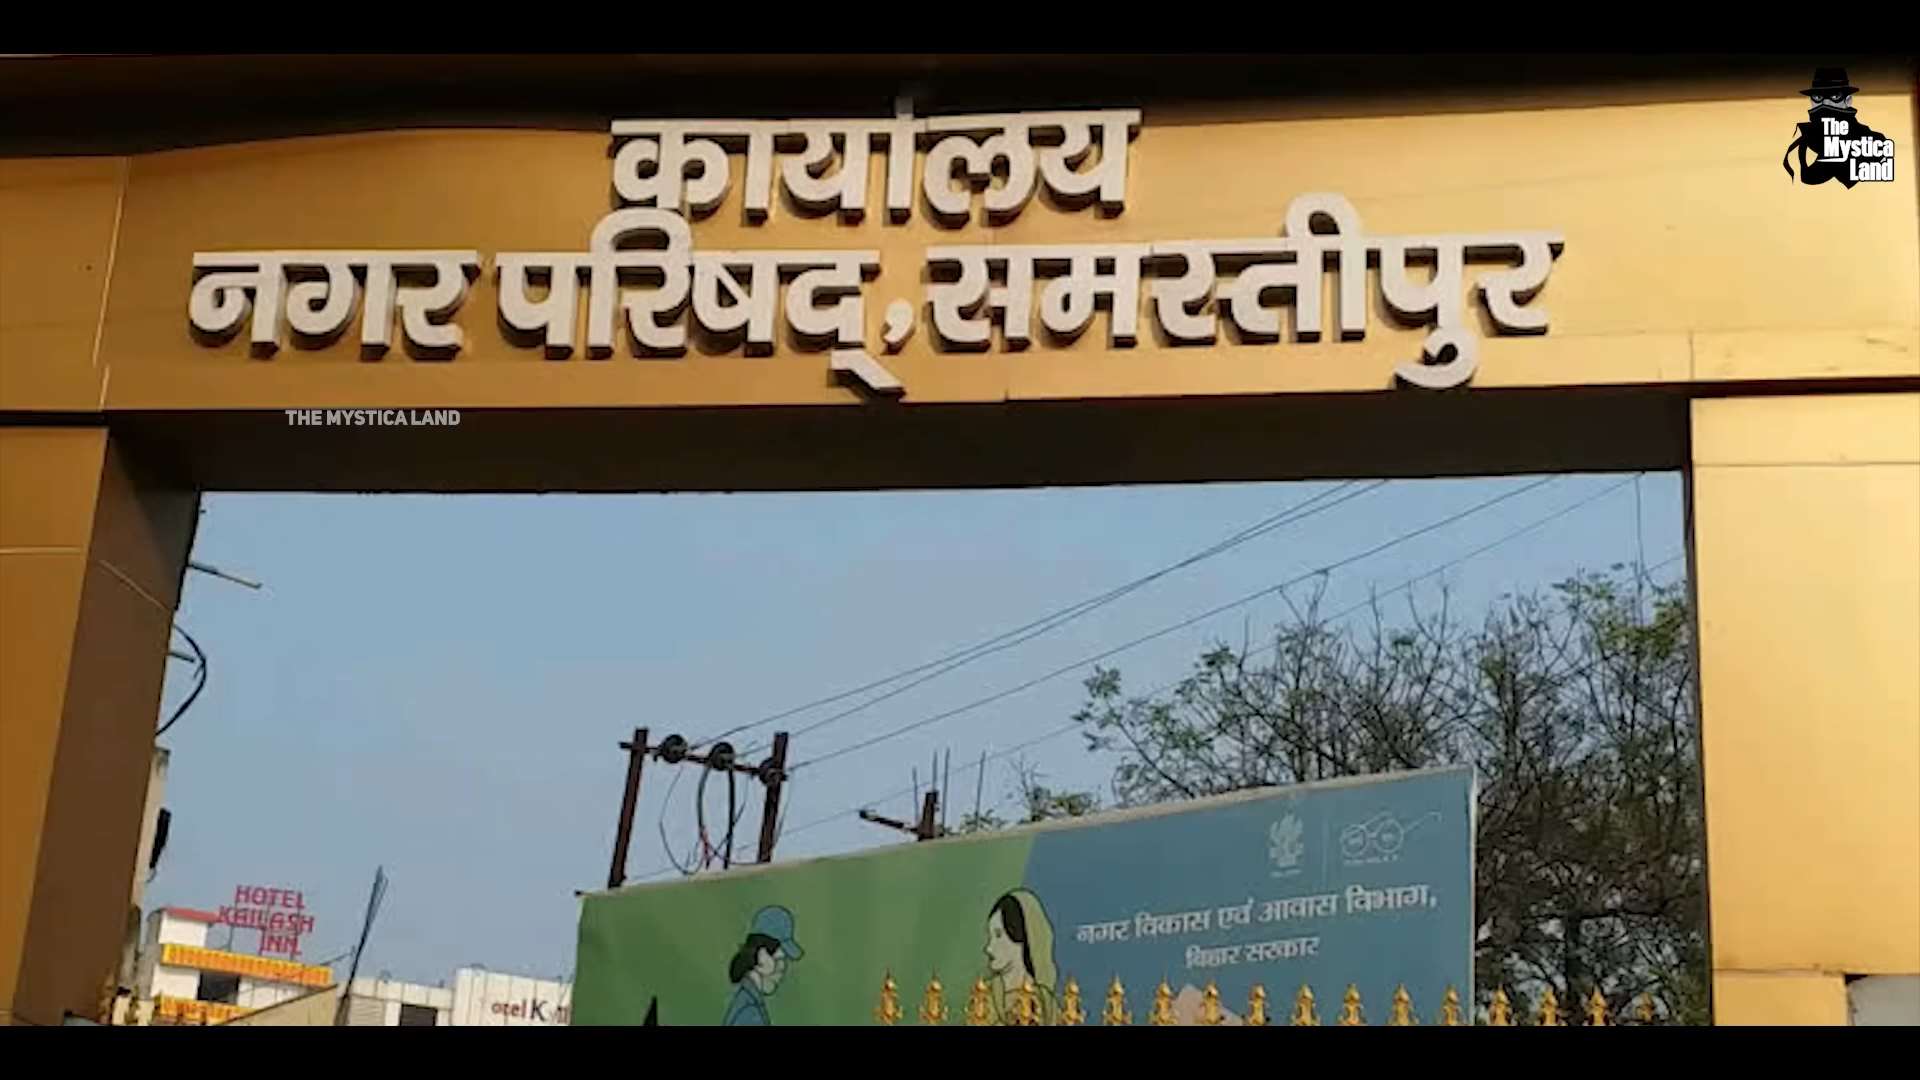 The
Mystica
Land
कार्यालय
नगर परिषद्, समस्तीपुर
THE MYSTICA LAND
नगर विकास एवं आवास विभाग,
बिहार सरकार
HOTEL
KAILASH
INN